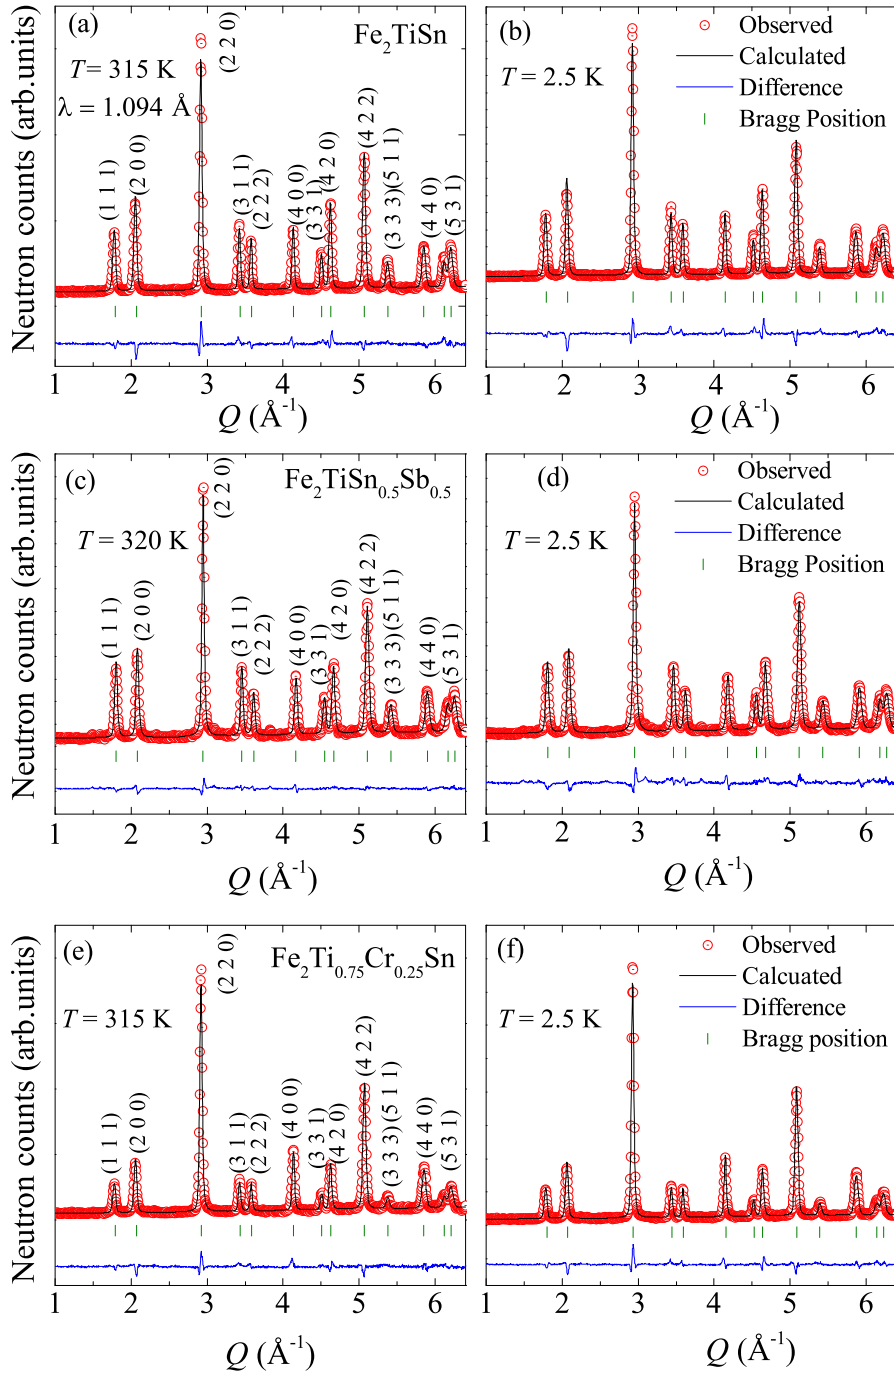 (a)
Fe2TiSn
T = 315 K
λ = 1.094 Å
(1 1 1)
(2 0 0)
(2 2 0)
(3 1 1)
(2 2 2)
(4 0 0)
(3 3 1)
(4 2 0)
(4 2 2)
(3 3 3)(5 1 1)
(4 4 0)
(5 3 1)
Neutron counts (arb.units)
1 2 3 4 5 6
Q (Å-1)
(b)
T = 2.5 K
Observed
Calculated
Difference
Bragg Position
1 2 3 4 5 6
Q (Å-1)
(c)
Fe2TiSn0.5Sb0.5
T = 320 K
(1 1 1)
(2 0 0)
(2 2 0)
(3 1 1)
(2 2 2)
(4 0 0)
(3 3 1)
(4 2 0)
(4 2 2)
(3 3 3)(5 1 1)
(4 4 0)
(5 3 1)
Neutron counts (arb.units)
1 2 3 4 5 6
Q (Å-1)
(d)
T = 2.5 K
Observed
Calculated
Difference
Bragg Position
1 2 3 4 5 6
Q (Å-1)
(e)
Fe2Ti0.75Cr0.25Sn
T = 315 K
(1 1 1)
(2 0 0)
(2 2 0)
(3 1 1)
(2 2 2)
(4 0 0)
(3 3 1)
(4 2 0)
(4 2 2)
(3 3 3)(5 1 1)
(4 4 0)
(5 3 1)
Neutron counts (arb.units)
1 2 3 4 5 6
Q (Å-1)
(f)
T = 2.5 K
Observed
Calcuated
Difference
Bragg position
1 2 3 4 5 6
Q (Å-1)